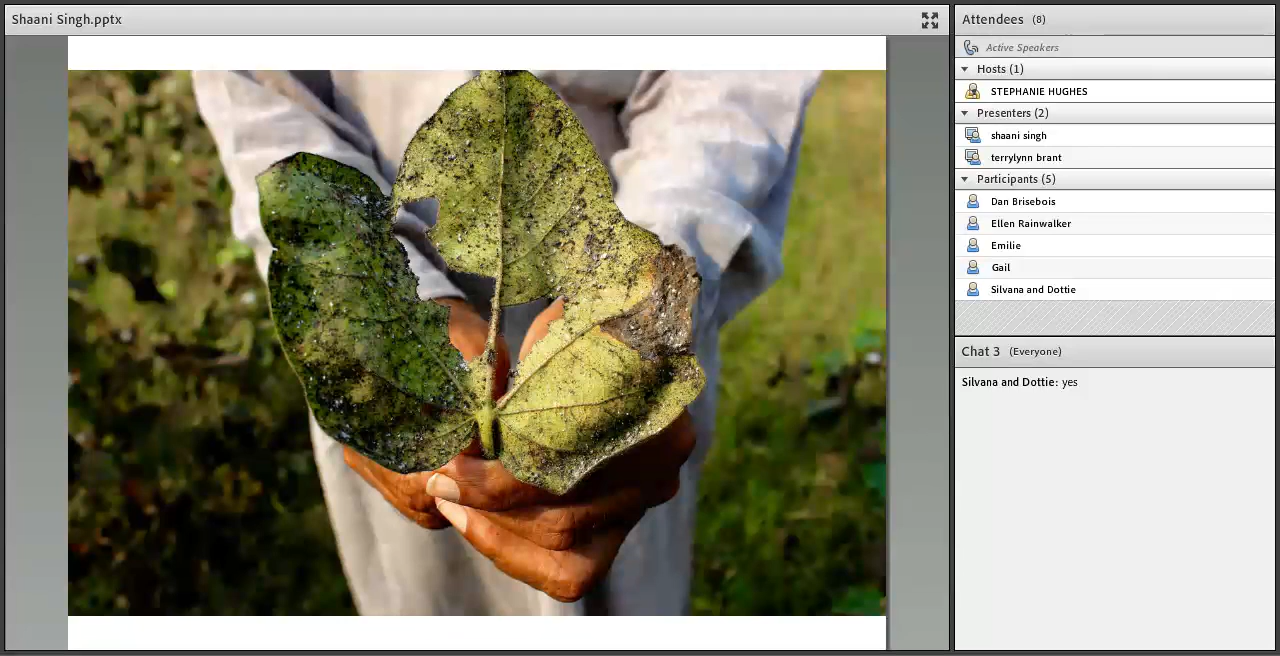 Shaani Singh.pptx
Attendees (8)
Active Speakers
Hosts (1)
STEPHANIE HUGHES
Presenters (2)
shaani singh
terrylynn brant
Participants (5)
Dan Brisebois
Ellen Rainwalker
Emilie
Gail
Silvana and Dottie
Chat 3 (Everyone)
Silvana and Dottie: yes